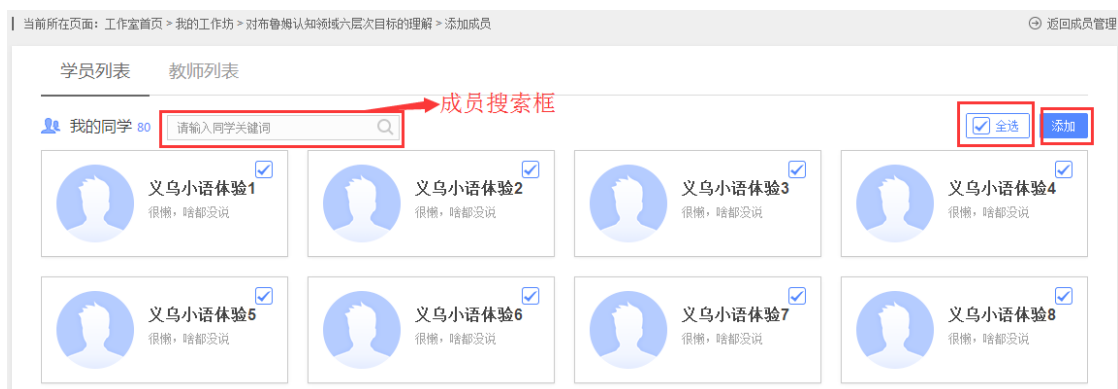 当前所在页面：工作室首页 > 我的工作坊 > 对布鲁姆认知领域六层次目标的理解 > 添加成员 返回成员管理
学员列表 教师列表
成员搜索框
我的同学 80 请输入同学关键词 全选 添加
义乌小语体验1 义乌小语体验2 义乌小语体验3 义乌小语体验4
很懒，啥都没说 很懒，啥都没说 很懒，啥都没说 很懒，啥都没说
义乌小语体验5 义乌小语体验6 义乌小语体验7 义乌小语体验8
很懒，啥都没说 很懒，啥都没说 很懒，啥都没说 很懒，啥都没说